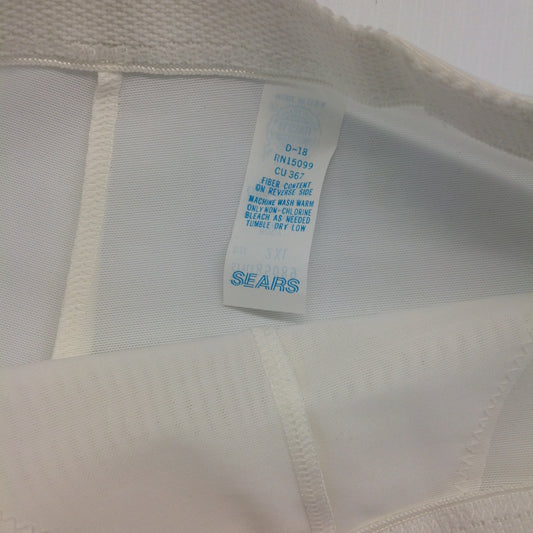 D-18
RN15099
CU 367
FIBER CONTENT
ON REVERSE SIDE
MACHINE WASH WARM
ONLY NON-CHLORINE
BLEACH AS NEEDED
TUMBLE DRY LOW
2XL
SEARS